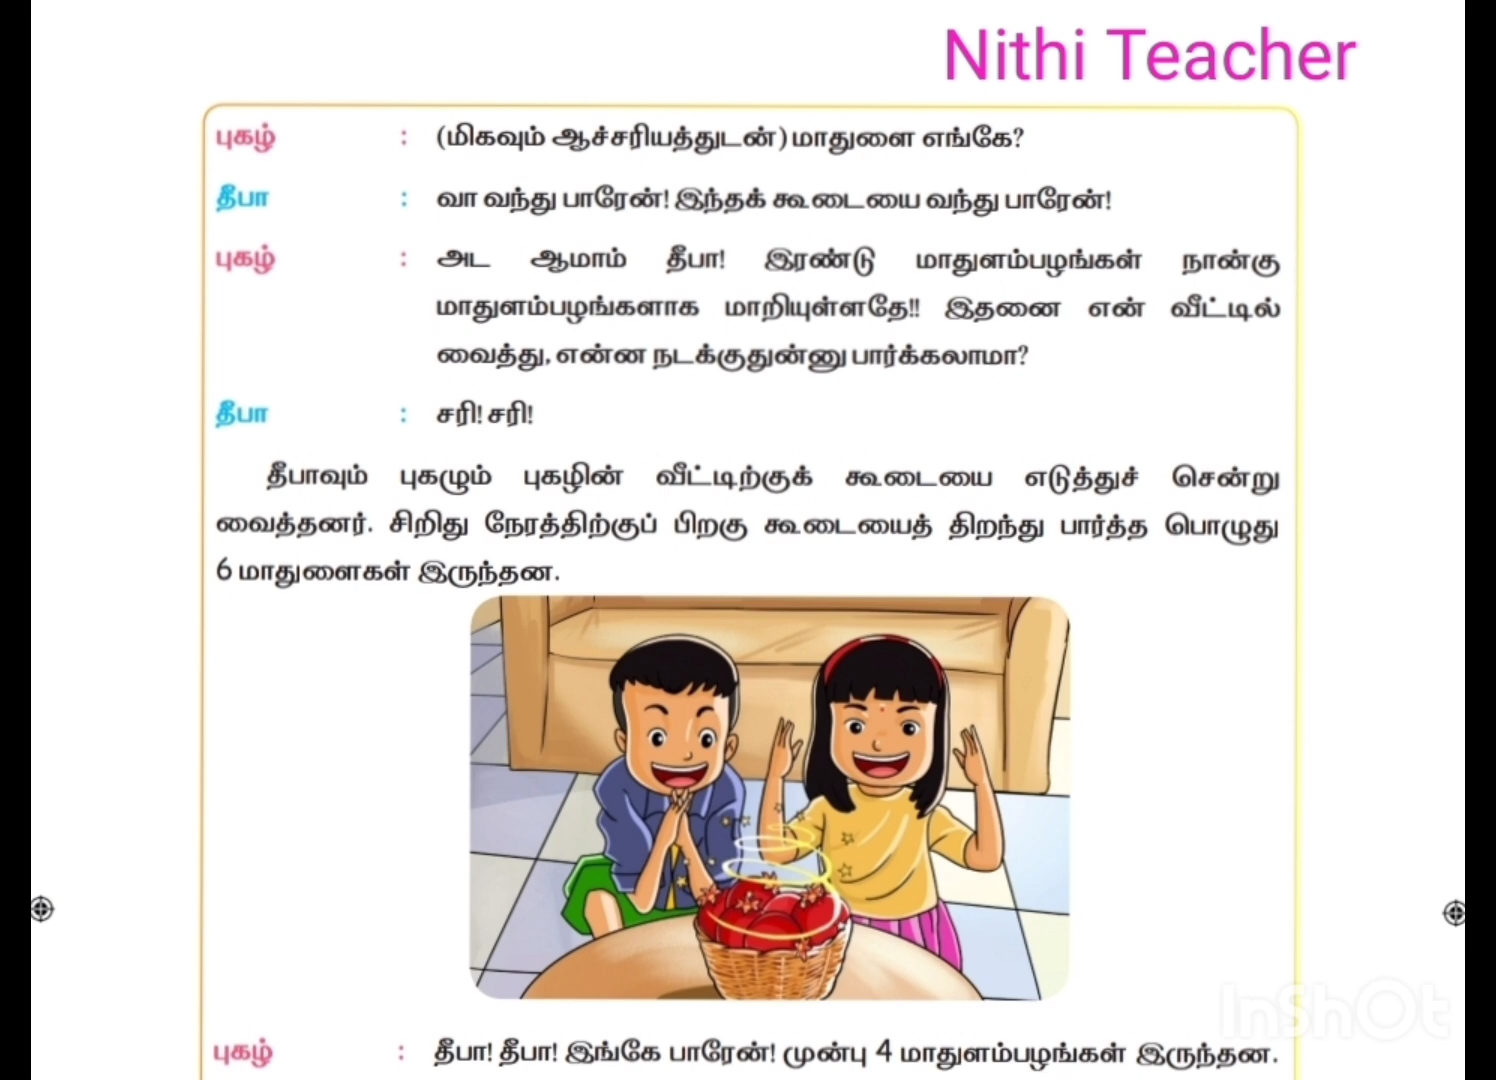 Nithi Teacher
புகழ் : (மிகவும் ஆச்சரியத்துடன்) மாதுளை எங்கே?
தீபா : வா வந்து பாரேன்! இந்தக் கூடையை வந்து பாரேன்!
புகழ் : அட ஆமாம் தீபா! இரண்டு மாதுளம்பழங்கள் நான்கு
மாதுளம்பழங்களாக மாறியுள்ளதே!! இதனை என் வீட்டில்
வைத்து, என்ன நடக்குதுன்னு பார்க்கலாமா?
தீபா : சரி! சரி!
தீபாவும் புகழும் புகழின் வீட்டிற்குக் கூடையை எடுத்துச் சென்று
வைத்தனர். சிறிது நேரத்திற்குப் பிறகு கூடையைத் திறந்து பார்த்த பொழுது
6 மாதுளைகள் இருந்தன.
புகழ் : தீபா! தீபா! இங்கே பாரேன்! முன்பு 4 மாதுளம்பழங்கள் இருந்தன.
InShOt